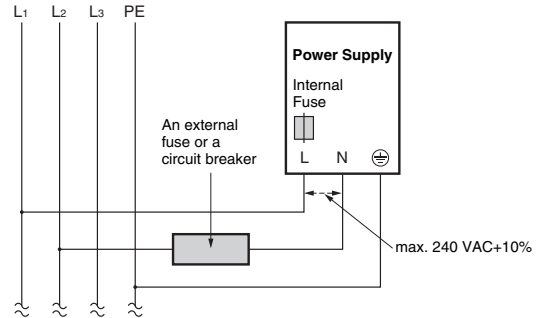 L1 L2 L3 PE
Power Supply
Internal
Fuse
L N
An external
fuse or a
circuit breaker
max. 240 VAC+10%